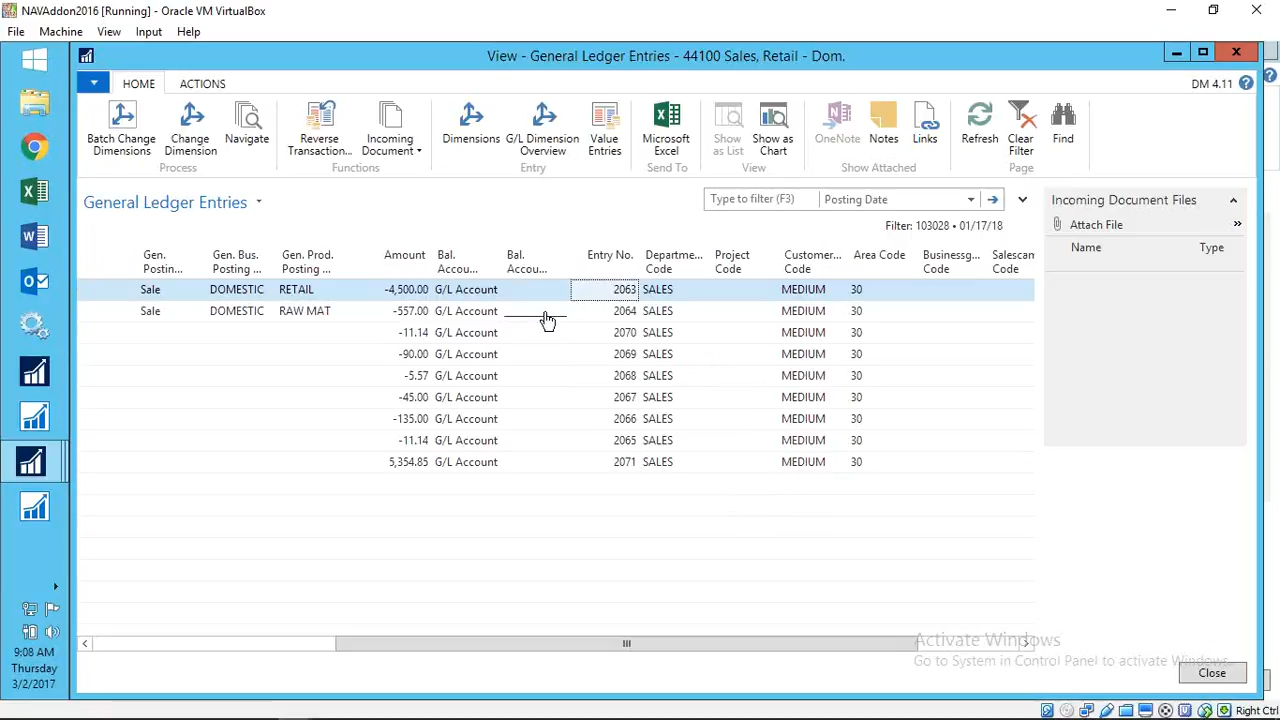 NAVAddon2016 [Running] - Oracle VM VirtualBox
File Machine View Input Help
View - General Ledger Entries - 44100 Sales, Retail - Dom.
HOME ACTIONS
DM 4.11
Batch Change Dimensions
Change Dimension
Navigate
Reverse Transaction...
Incoming Document
Dimensions
G/L Dimension Overview
Value Entries
Microsoft Excel
Show as List
Show as Chart
OneNote
Notes
Links
Refresh
Clear Filter
Find
Process Functions Entry Send To View Show Attached Page
General Ledger Entries
Type to filter (F3) Posting Date
Filter: 103028 • 01/17/18
Incoming Document Files
Attach File
Name Type
Gen. Postin... Gen. Bus. Posting ... Gen. Prod. Posting ... Amount Bal. Accou... Bal. Accou... Entry No. Departme... Code Project Code Customer... Code Area Code Businessg... Code Salescam Code
Sale DOMESTIC RETAIL -4,500.00 G/L Account 2063 SALES MEDIUM 30
Sale DOMESTIC RAW MAT -557.00 G/L Account 2064 SALES MEDIUM 30
-11.14 G/L Account 2070 SALES MEDIUM 30
-90.00 G/L Account 2069 SALES MEDIUM 30
-5.57 G/L Account 2068 SALES MEDIUM 30
-45.00 G/L Account 2067 SALES MEDIUM 30
-135.00 G/L Account 2066 SALES MEDIUM 30
-11.14 G/L Account 2065 SALES MEDIUM 30
5,354.85 G/L Account 2071 SALES MEDIUM 30
Activate Windows
Go to System in Control Panel to activate Windows.
Close
9:08 AM
Thursday
3/2/2017
Right Ctrl